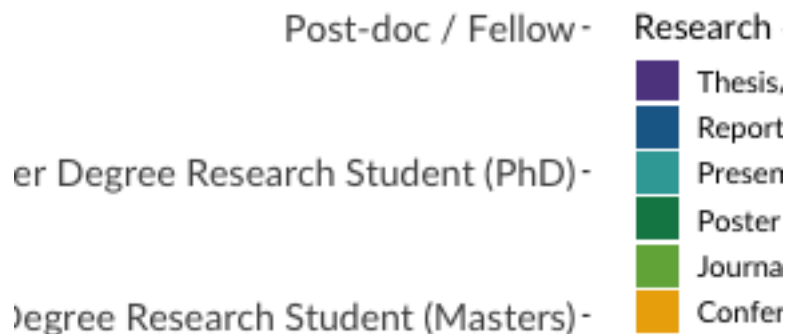 Post-doc / Fellow
er Degree Research Student (PhD)
Degree Research Student (Masters)
Research
Thesis,
Report
Presen
Poster
Journa
Confer